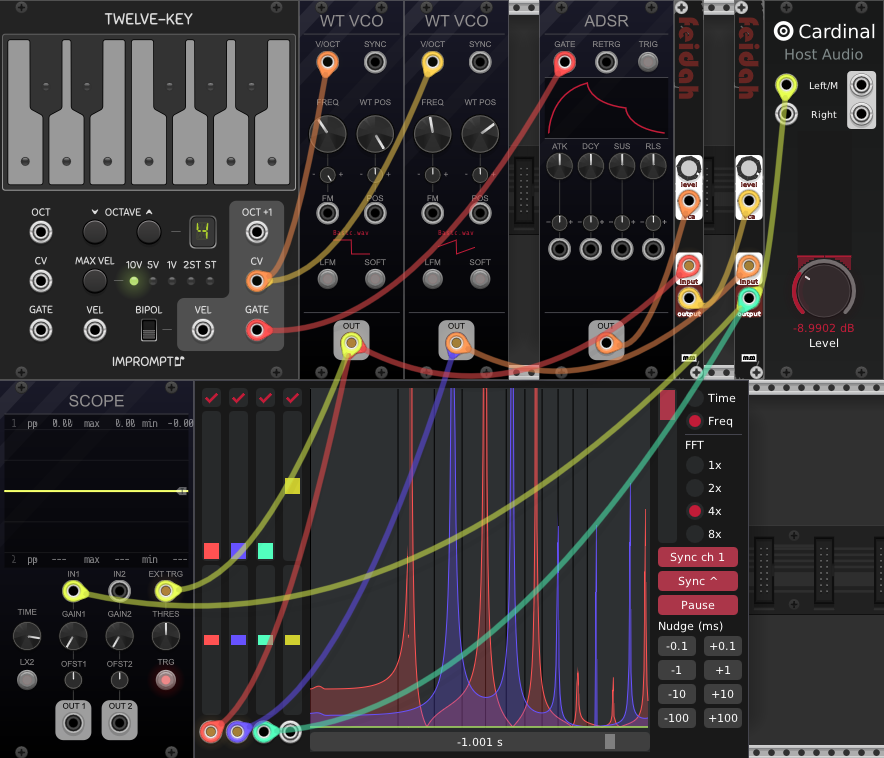 TWELVE-KEY
OCT
OCTAVE
4
OCT +1
CV
MAX VEL
10V 5V 1V 2ST ST
CV
GATE
VEL
BIPOL
VEL
GATE
IMPROMPTU
WT VCO
V/OCT SYNC
FREQ WT POS
- + - +
FM POS
Basic.wav
LFM SOFT
OUT
WT VCO
V/OCT SYNC
FREQ WT POS
- + - +
FM POS
Basic.wav
LFM SOFT
OUT
ADSR
GATE RETRG TRIG
ATK DCY SUS RLS
OUT
feidah
level
cv
input
output
feidah
level
cv
input
output
Cardinal
Host Audio
Left/M
Right
-8.9902 dB
Level
SCOPE
1 pp 0.00 max 0.00 min -0.00
2 pp --- max --- min ---
IN1 IN2 EXT TRG
TIME GAIN1 GAIN2 THRES
LX2 OFST1 OFST2 TRG
OUT 1 OUT 2
-1.001 s
Time
Freq
FFT
1x
2x
4x
8x
Sync ch 1
Sync ^
Pause
Nudge (ms)
-0.1 +0.1
-1 +1
-10 +10
-100 +100